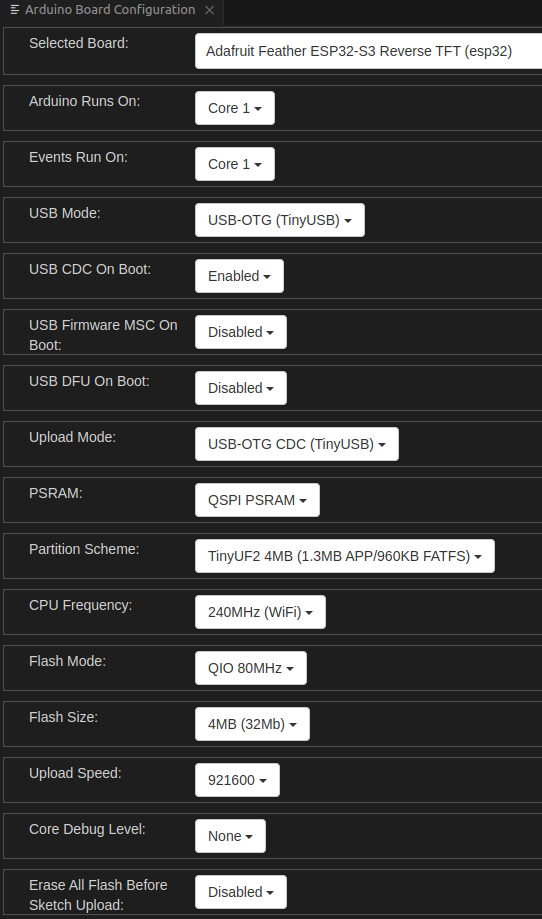 Arduino Board Configuration
Selected Board: Adafruit Feather ESP32-S3 Reverse TFT (esp32)
Arduino Runs On: Core 1
Events Run On: Core 1
USB Mode: USB-OTG (TinyUSB)
USB CDC On Boot: Enabled
USB Firmware MSC On
Boot: Disabled
USB DFU On Boot: Disabled
Upload Mode: USB-OTG CDC (TinyUSB)
PSRAM: QSPI PSRAM
Partition Scheme: TinyUF2 4MB (1.3MB APP/960KB FATFS)
CPU Frequency: 240MHz (WiFi)
Flash Mode: QIO 80MHz
Flash Size: 4MB (32Mb)
Upload Speed: 921600
Core Debug Level: None
Erase All Flash Before
Sketch Upload: Disabled